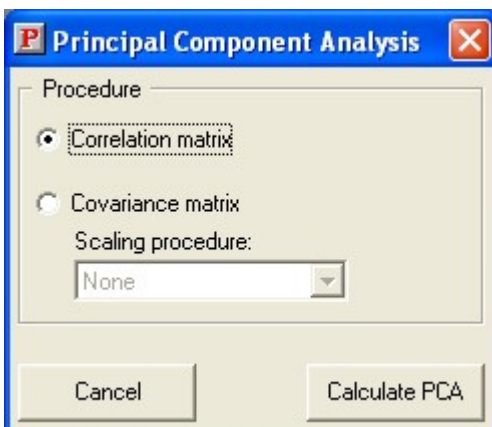 P Principal Component Analysis
Procedure
Correlation matrix
Covariance matrix
Scaling procedure:
None
Cancel Calculate PCA